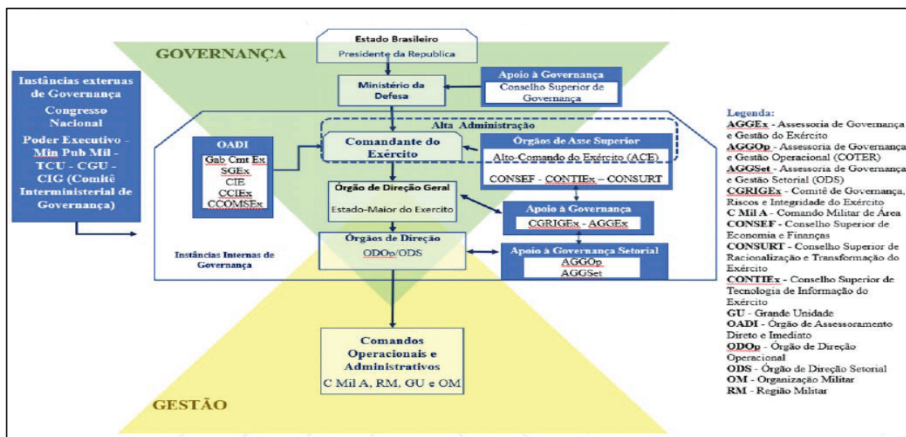 GOVERNANÇA
Estado Brasileiro
Presidente da Republica
Ministério da
Defesa
Apoio à Governança
Conselho Superior de
Governança
Instâncias externas
de Governança
Congresso
Nacional
Poder Executivo -
Min Pub Mil -
TCU - CGU -
CIG (Comitê
Interministerial de
Governança)
OADI
Gab Cmt Ex
SGEx
CIE
CCIEx
CCOMSEx
Alta Administração
Comandante do
Exército
Órgãos de Asse Superior
Alto-Comando do Exército (ACE)
CONSEF - CONTIEx – CONSURT
Órgão de Direção Geral
Estado-Maior do Exercito
Apoio à Governança
CGRIGEx - AGGEx
Instâncias Internas de
Governança
Órgãos de Direção
ODOp/ODS
Apoio à Governança Setorial
AGGOp
AGGSet
Comandos
Operacionais e
Administrativos
C Mil A, RM, GU e OM
GESTÃO
Legenda:
AGGEx - Assessoria de Governança
e Gestão do Exército
AGGOp - Assessoria de Governança
e Gestão Operacional (COTER)
AGGSet - Assessoria de Governança
e Gestão Setorial (ODS)
CGRIGEx - Comitê de Governança,
Riscos e Integridade do Exército
C Mil A - Comando Militar de Área
CONSEF - Conselho Superior de
Economia e Finanças
CONSURT - Conselho Superior de
Racionalização e Transformação do
Exército
CONTIEx - Conselho Superior de
Tecnologia de Informação do
Exército
GU - Grande Unidade
OADI - Órgão de Assessoramento
Direto e Imediato
ODOp - Órgão de Direção
Operacional
ODS - Órgão de Direção Setorial
OM - Organização Militar
RM - Região Militar